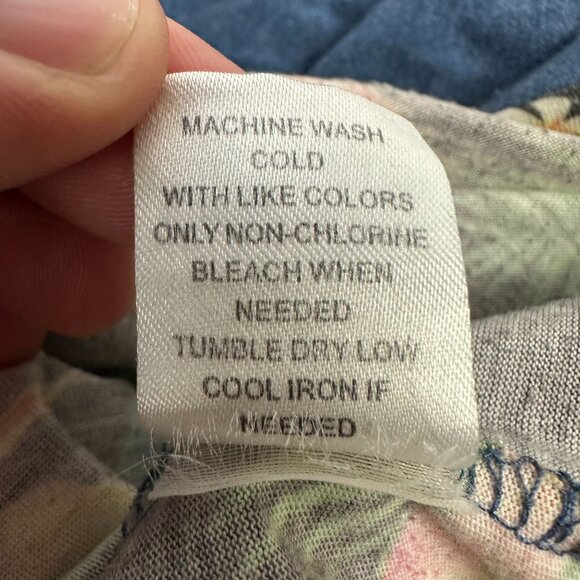 MACHINE WASH
COLD
WITH LIKE COLORS
ONLY NON-CHLORINE
BLEACH WHEN
NEEDED
TUMBLE DRY LOW
COOL IRON IF
NEEDED